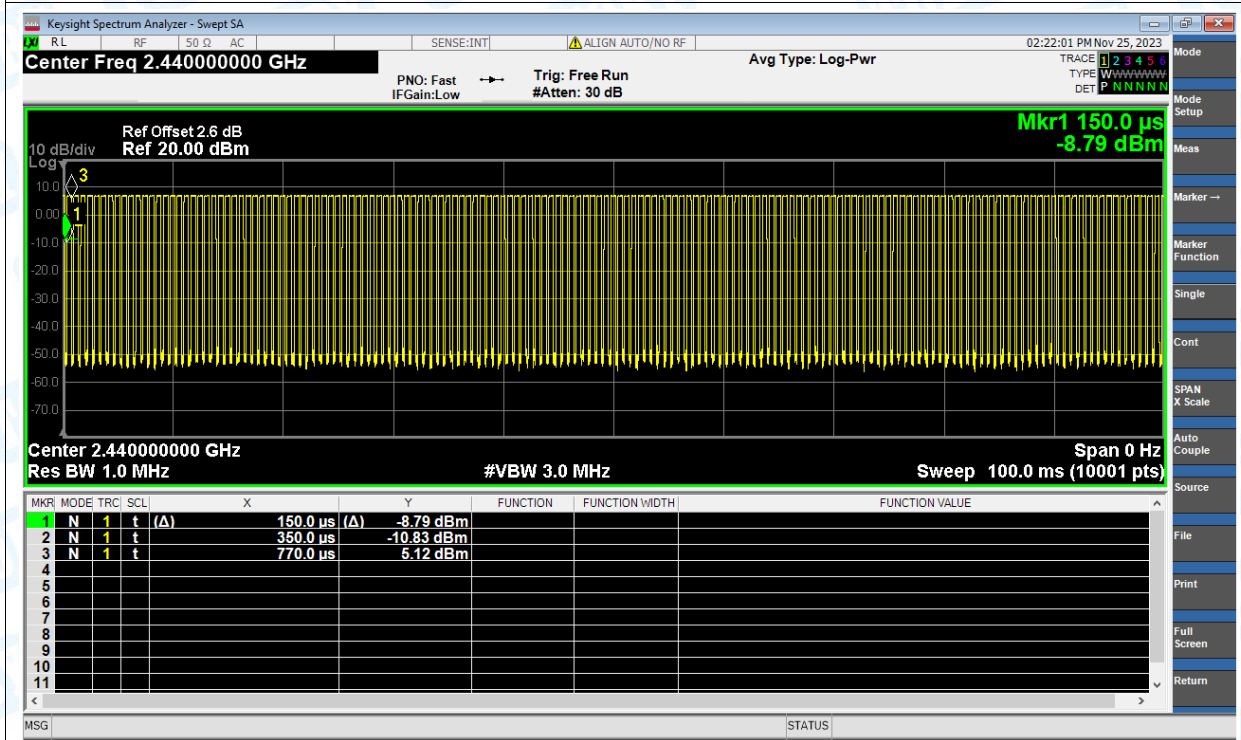 Keysight Spectrum Analyzer - Swept SA
LXI RL RF 50 Ω AC SENSE:INT ALIGN AUTO/NO RF 02:22:01 PM Nov 25, 2023
Center Freq 2.440000000 GHz
PNO: Fast
IFGain:Low
Trig: Free Run
#Atten: 30 dB
Avg Type: Log-Pwr
TRACE 1 2 3 4 5 6
TYPE WWWWWW
DET P N N N N N
Mkr1 150.0 µs
-8.79 dBm
Ref Offset 2.6 dB
10 dB/div Ref 20.00 dBm
Log
3
10.0
0.00
1
-10.0
-20.0
-30.0
-40.0
-50.0
-60.0
-70.0
Center 2.440000000 GHz Span 0 Hz
Res BW 1.0 MHz #VBW 3.0 MHz Sweep 100.0 ms (10001 pts)
MKR MODE TRC SCL X Y FUNCTION FUNCTION WIDTH FUNCTION VALUE
1 N 1 t (Δ) 150.0 µs (Δ) -8.79 dBm
2 N 1 t 350.0 µs -10.83 dBm
3 N 1 t 770.0 µs 5.12 dBm
4
5
6
7
8
9
10
11
MSG STATUS
Mode
Mode
Setup
Meas
Marker→
Marker
Function
Single
Cont
SPAN
X Scale
Auto
Couple
Source
File
Print
Full
Screen
Return